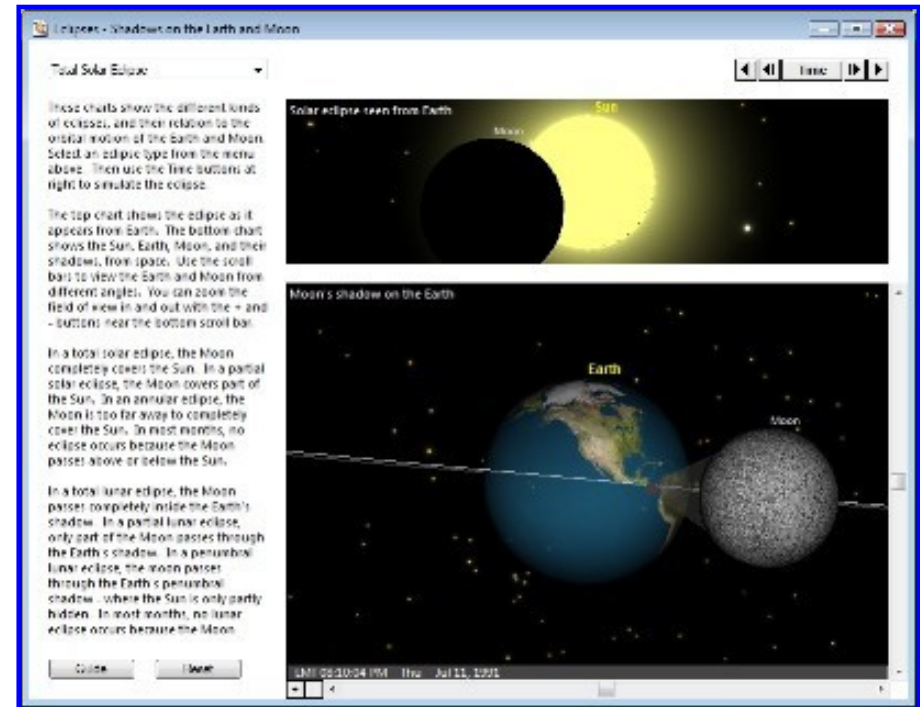 Eclipses - Shadows on the Earth and Moon
Total Solar Eclipse
Time
These charts show the different kinds
of eclipses, and their relation to the
orbital motion of the Earth and Moon.
Select an eclipse type from the menu
above. Then use the Time buttons at
right to simulate the eclipse.
The top chart shows the eclipse as it
appears from Earth. The bottom chart
shows the Sun, Earth, Moon, and their
shadows, from space. Use the scroll
bars to view the Earth and Moon from
different angles. You can zoom the
field of view in and out with the + and
- buttons near the bottom scroll bar.
In a total solar eclipse, the Moon
completely covers the Sun. In a partial
solar eclipse, the Moon covers part of
the Sun. In an annular eclipse, the
Moon is too far away to completely
cover the Sun. In most months, no
eclipse occurs because the Moon
passes above or below the Sun.
In a total lunar eclipse, the Moon
passes completely inside the Earth's
shadow. In a partial lunar eclipse,
only part of the Moon passes through
the Earth's shadow. In a penumbral
lunar eclipse, the moon passes
through the Earth's penumbral
shadow - where the Sun is only partly
hidden. In most months, no lunar
eclipse occurs because the Moon
Guide
Reset
Solar eclipse seen from Earth
Sun
Moon
Moon's shadow on the Earth
Earth
Moon
PM Thu Jul 11, 1991
+